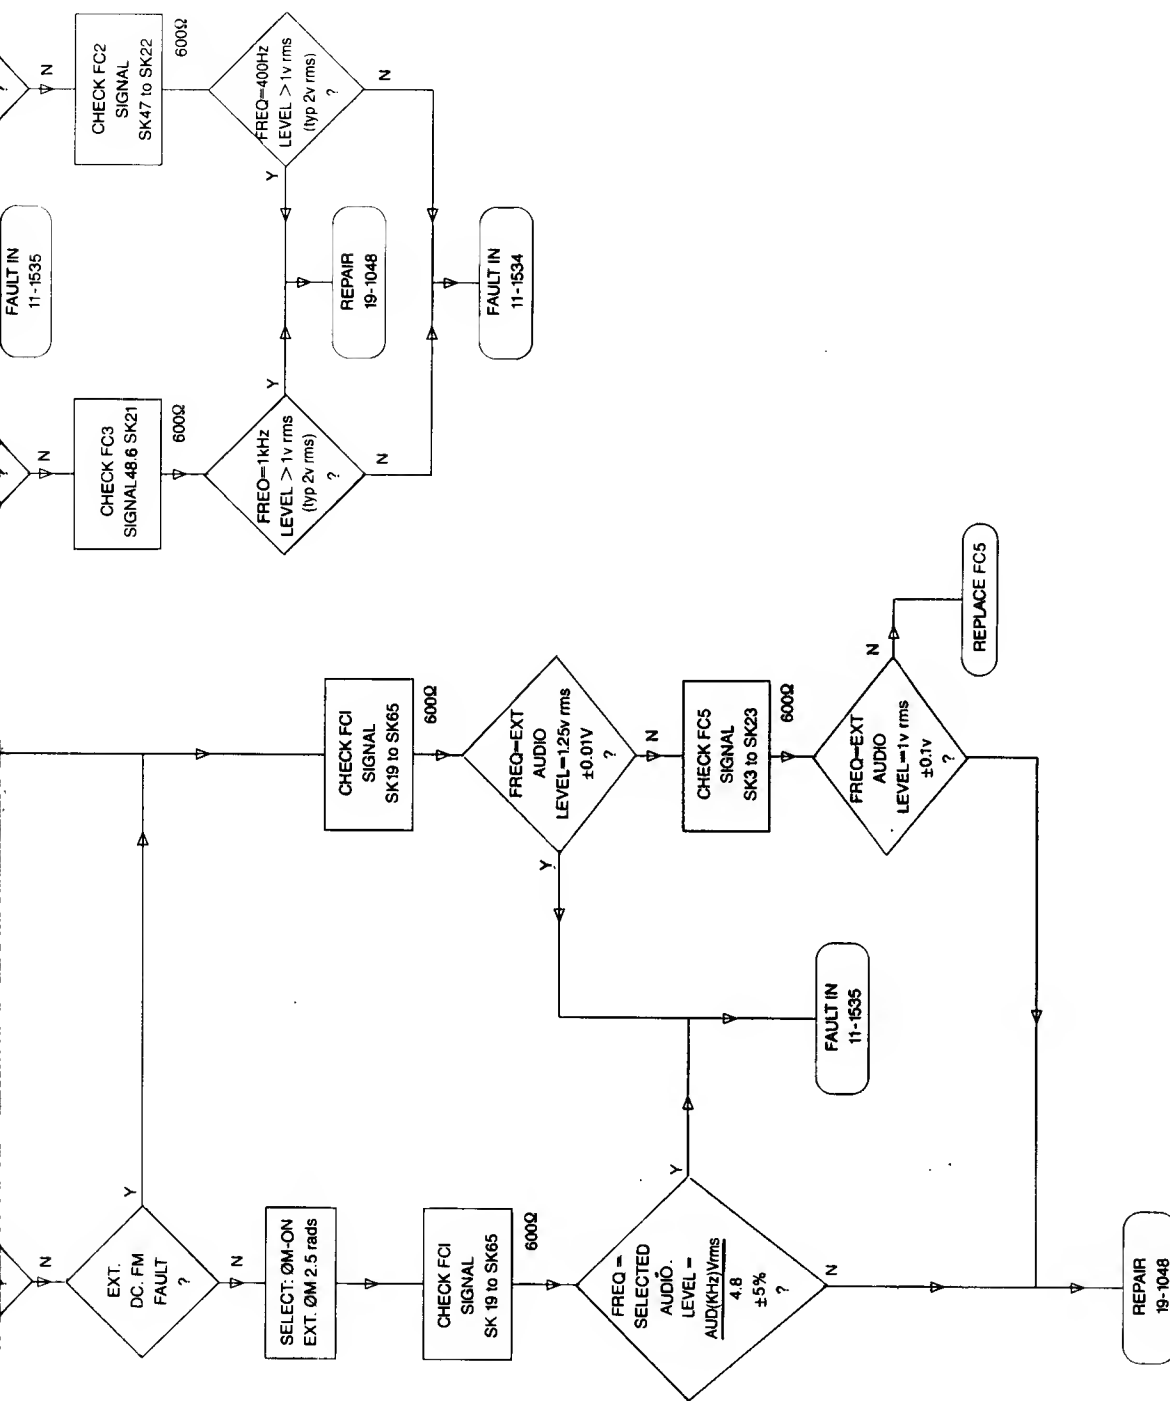 N
CHECK FC2
SIGNAL
SK47 to SK22
600Ω
FREQ=400Hz
LEVEL > 1v rms
(typ 2v rms)
?
Y
N
FAULT IN
11-1535
REPAIR
19-1048
FAULT IN
11-1534
?
N
CHECK FC3
SIGNAL48.6 SK21
600Ω
FREQ=1kHz
LEVEL > 1v rms
(typ 2v rms)
?
Y
N
CHECK FCI
SIGNAL
SK19 to SK65
600Ω
FREQ=EXT
AUDIO
LEVEL=1.25v rms
±0.01V
?
Y
N
CHECK FC5
SIGNAL
SK3 to SK23
600Ω
FREQ=EXT
AUDIO
LEVEL=1v rms
±0.1v
?
N
REPLACE FC5
FAULT IN
11-1535
N
EXT.
DC. FM
FAULT
?
Y
N
SELECT: ØM-ON
EXT. ØM 2.5 rads
CHECK FCI
SIGNAL
SK 19 to SK65
600Ω
FREQ =
SELECTED
AUDIO.
LEVEL =
AUD(KHz)Vrms
4.8
±5%
?
Y
N
REPAIR
19-1048